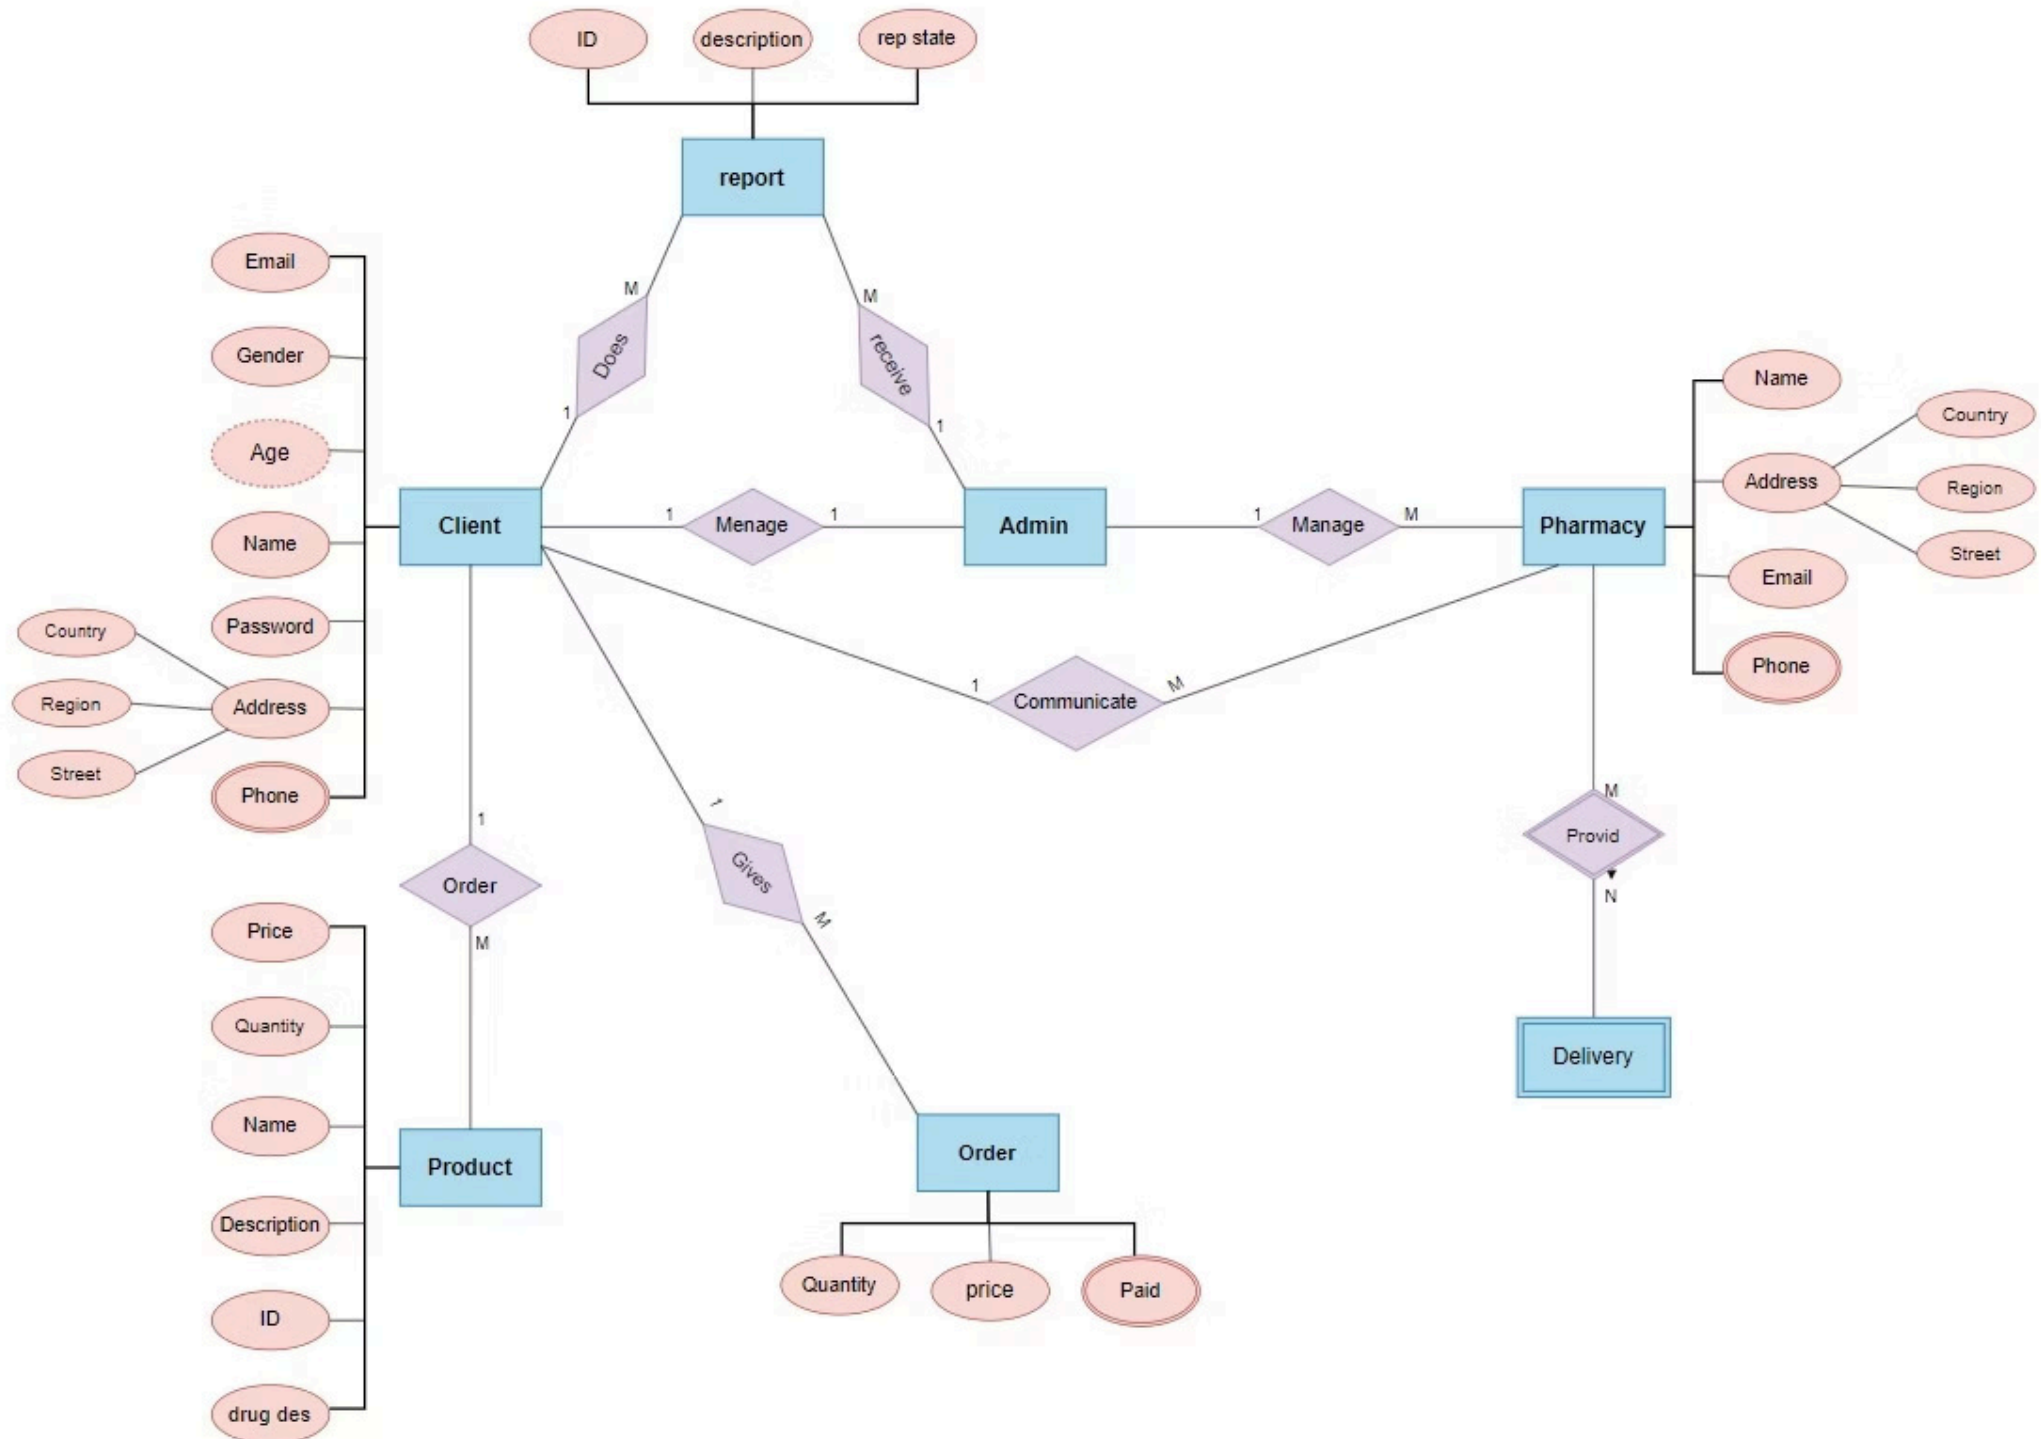 ID
description
rep state
report
Email
Gender
Age
Name
Password
Country
Region
Street
Address
Phone
M
Does
1
M
receive
1
Client
1
Menage
1
Admin
1
Manage
M
Pharmacy
Name
Address
Country
Region
Street
Email
Phone
1
Communicate
M
1
Order
M
1
Gives
M
M
Provid
N
Delivery
Price
Quantity
Name
Description
ID
drug des
Product
Order
Quantity
price
Paid